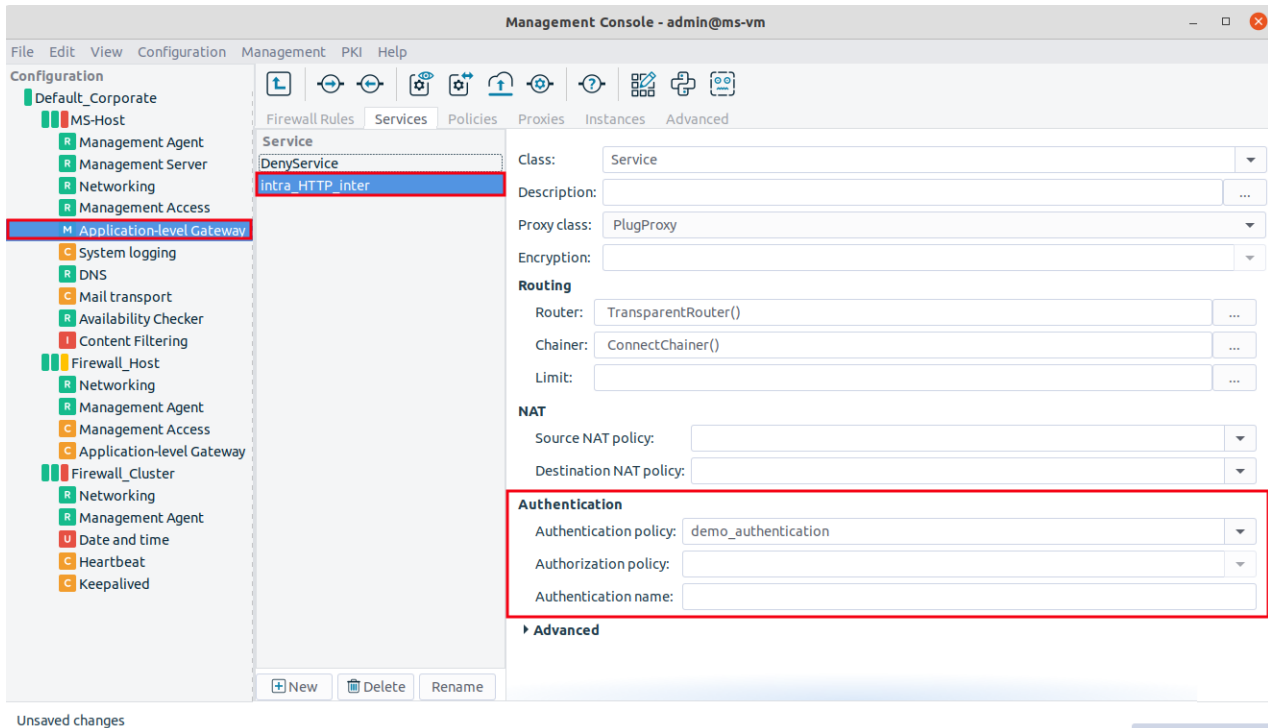 Management Console - admin@ms-vm
File Edit View Configuration Management PKI Help
Configuration
Default_Corporate
MS-Host
R Management Agent
R Management Server
R Networking
R Management Access
M Application-level Gateway
C System logging
R DNS
C Mail transport
R Availability Checker
I Content Filtering
Firewall_Host
R Networking
R Management Agent
C Management Access
C Application-level Gateway
Firewall_Cluster
R Networking
R Management Agent
U Date and time
C Heartbeat
C Keepalived
Firewall Rules Services Policies Proxies Instances Advanced
Service
DenyService
intra_HTTP_inter
New Delete Rename
Class: Service
Description: ...
Proxy class: PlugProxy
Encryption:
Routing
Router: TransparentRouter() ...
Chainer: ConnectChainer() ...
Limit: ...
NAT
Source NAT policy:
Destination NAT policy:
Authentication
Authentication policy: demo_authentication
Authorization policy:
Authentication name:
Advanced
Unsaved changes